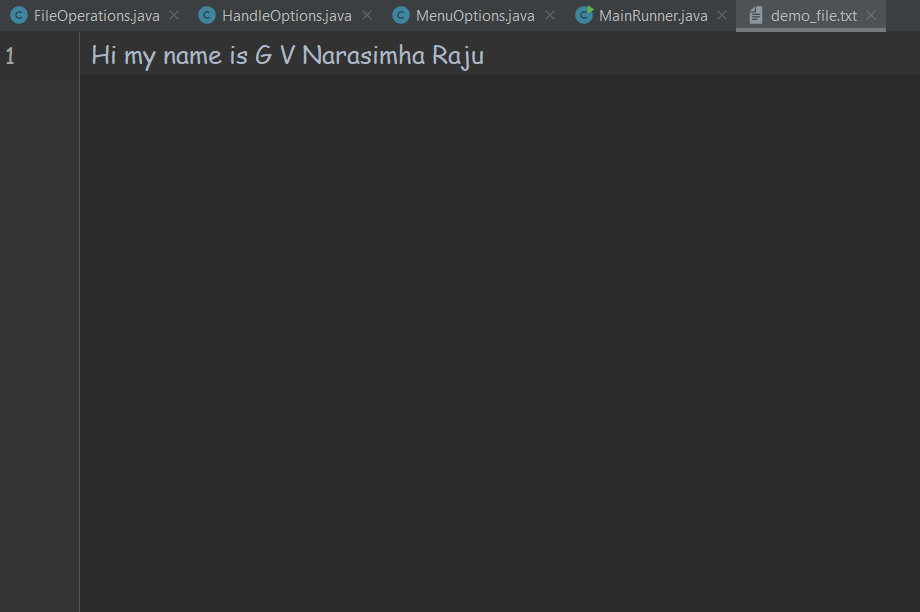 FileOperations.java HandleOptions.java MenuOptions.java MainRunner.java demo_file.txt
1 Hi my name is G V Narasimha Raju